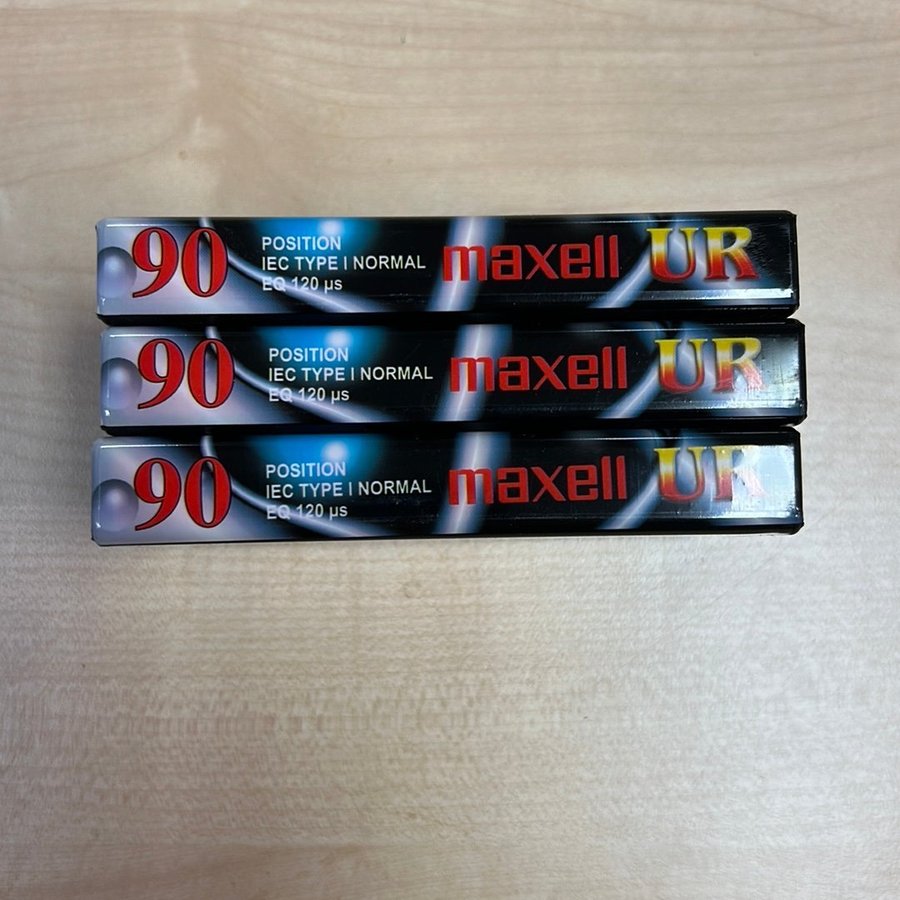 90
POSITION
IEC TYPE I NORMAL
EQ 120 µs
maxell UR
90
POSITION
IEC TYPE I NORMAL
EQ 120 µs
maxell UR
90
POSITION
IEC TYPE I NORMAL
EQ 120 µs
maxell UR